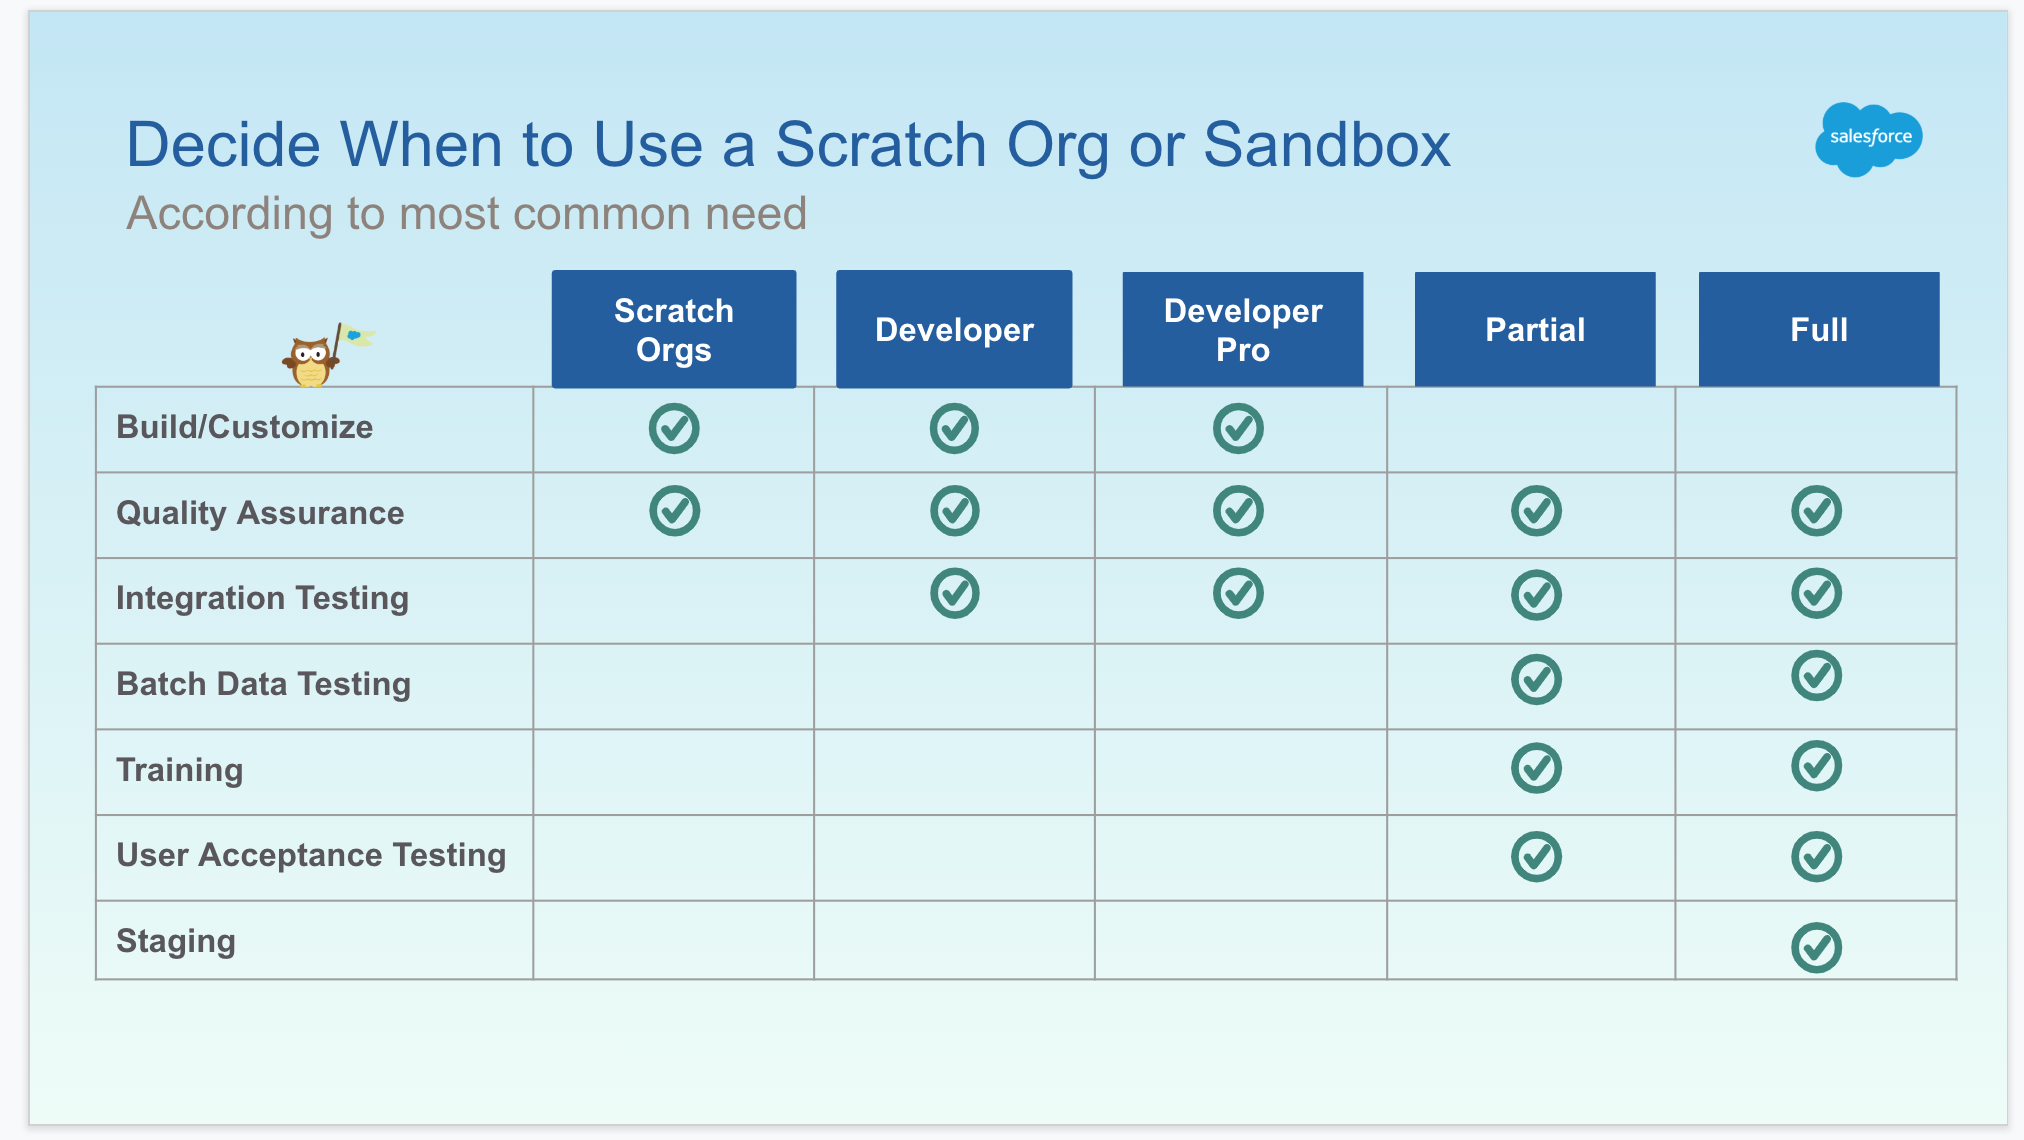 Decide When to Use a Scratch Org or Sandbox
salesforce
According to most common need
Scratch
Orgs
Developer
Developer
Pro
Partial
Full
Build/Customize
Quality Assurance
Integration Testing
Batch Data Testing
Training
User Acceptance Testing
Staging